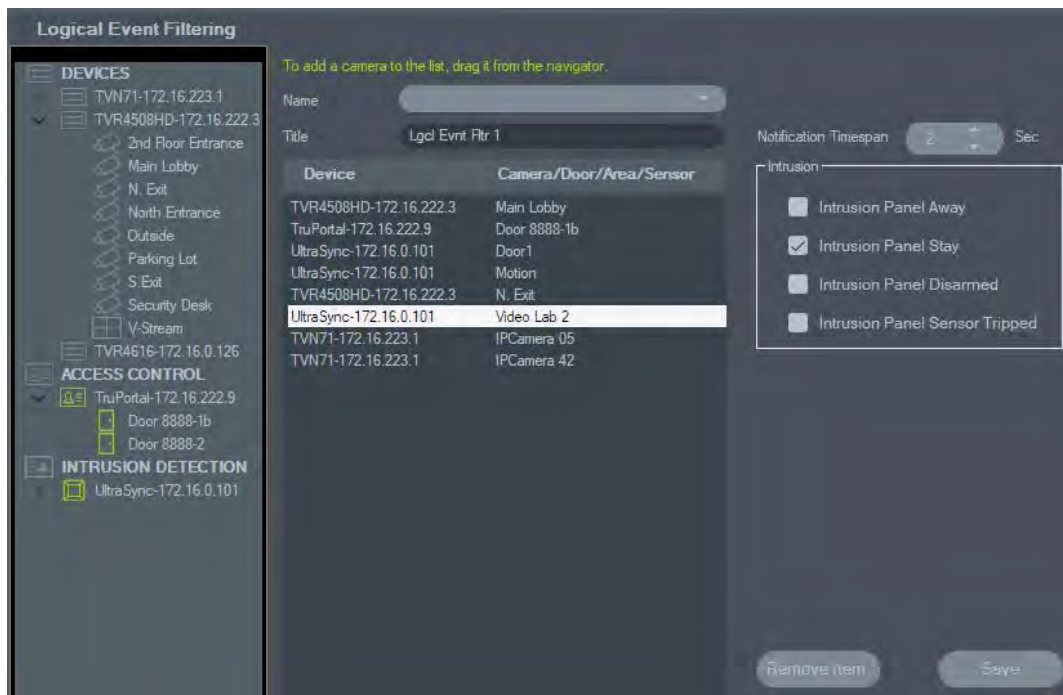 Logical Event Filtering
DEVICES
TVN71-172.16.223.1
TVR4508HD-172.16.222.3
2nd Floor Entrance
Main Lobby
N. Exit
North Entrance
Outside
Parking Lot
S.Exit
Security Desk
V-Stream
TVR4616-172.16.0.126
ACCESS CONTROL
TruPortal-172.16.222.9
Door 8888-1b
Door 8888-2
INTRUSION DETECTION
UltraSync-172.16.0.101
To add a camera to the list, drag it from the navigator.
Name
Title Lgcl Evnt Fltr 1
Device Camera/Door/Area/Sensor
TVR4508HD-172.16.222.3 Main Lobby
TruPortal-172.16.222.9 Door 8888-1b
UltraSync-172.16.0.101 Door1
UltraSync-172.16.0.101 Motion
TVR4508HD-172.16.222.3 N. Exit
UltraSync-172.16.0.101 Video Lab 2
TVN71-172.16.223.1 IPCamera 05
TVN71-172.16.223.1 IPCamera 42
Notification Timespan 2 Sec
Intrusion
Intrusion Panel Away
Intrusion Panel Stay
Intrusion Panel Disarmed
Intrusion Panel Sensor Tripped
Remove Item Save